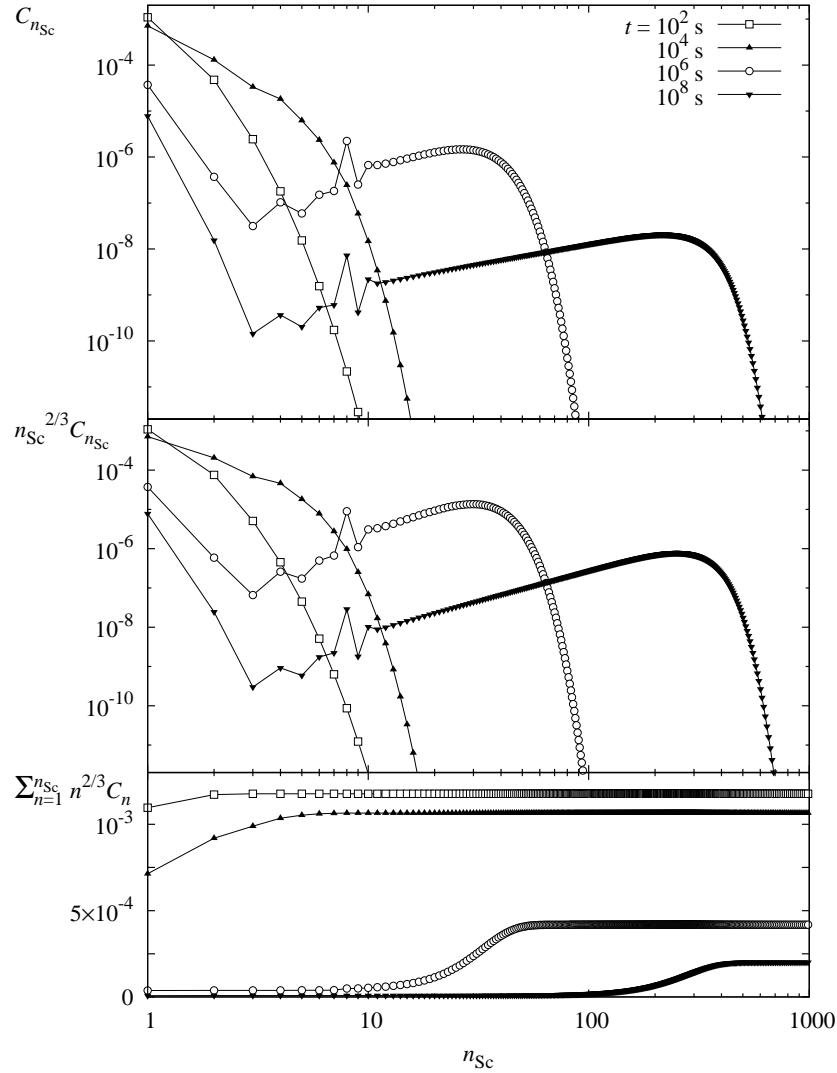 C_{n_{Sc}}
t = 10^2 s
10^4 s
10^6 s
10^8 s
10^{-4}
10^{-6}
10^{-8}
10^{-10}
n_{Sc}^{2/3} C_{n_{Sc}}
10^{-4}
10^{-6}
10^{-8}
10^{-10}
∑_{n=1}^{n_{Sc}} n^{2/3} C_n
10^{-3}
5×10^{-4}
0
1 10 100 1000
n_{Sc}